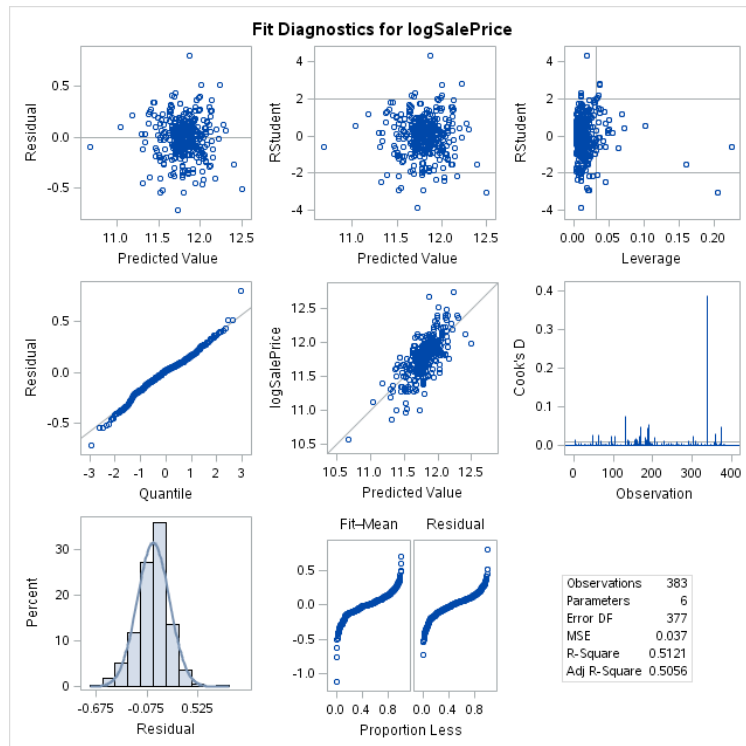 Fit Diagnostics for logSalePrice
Residual
0.5
0.0
-0.5
11.0 11.5 12.0 12.5
Predicted Value
RStudent
4
2
0
-2
-4
11.0 11.5 12.0 12.5
Predicted Value
RStudent
4
2
0
-2
-4
0.00 0.05 0.10 0.15 0.20
Leverage
Residual
0.5
0.0
-0.5
-3 -2 -1 0 1 2 3
Quantile
logSalePrice
12.5
12.0
11.5
11.0
10.5
10.5 11.0 11.5 12.0 12.5
Predicted Value
Cook's D
0.4
0.3
0.2
0.1
0.0
0 100 200 300 400
Observation
Percent
30
20
10
0
-0.675 -0.075 0.525
Residual
Fit–Mean Residual
0.5
0.0
-0.5
-1.0
0.0 0.4 0.8 0.0 0.4 0.8
Proportion Less
Observations 383
Parameters 6
Error DF 377
MSE 0.037
R-Square 0.5121
Adj R-Square 0.5056